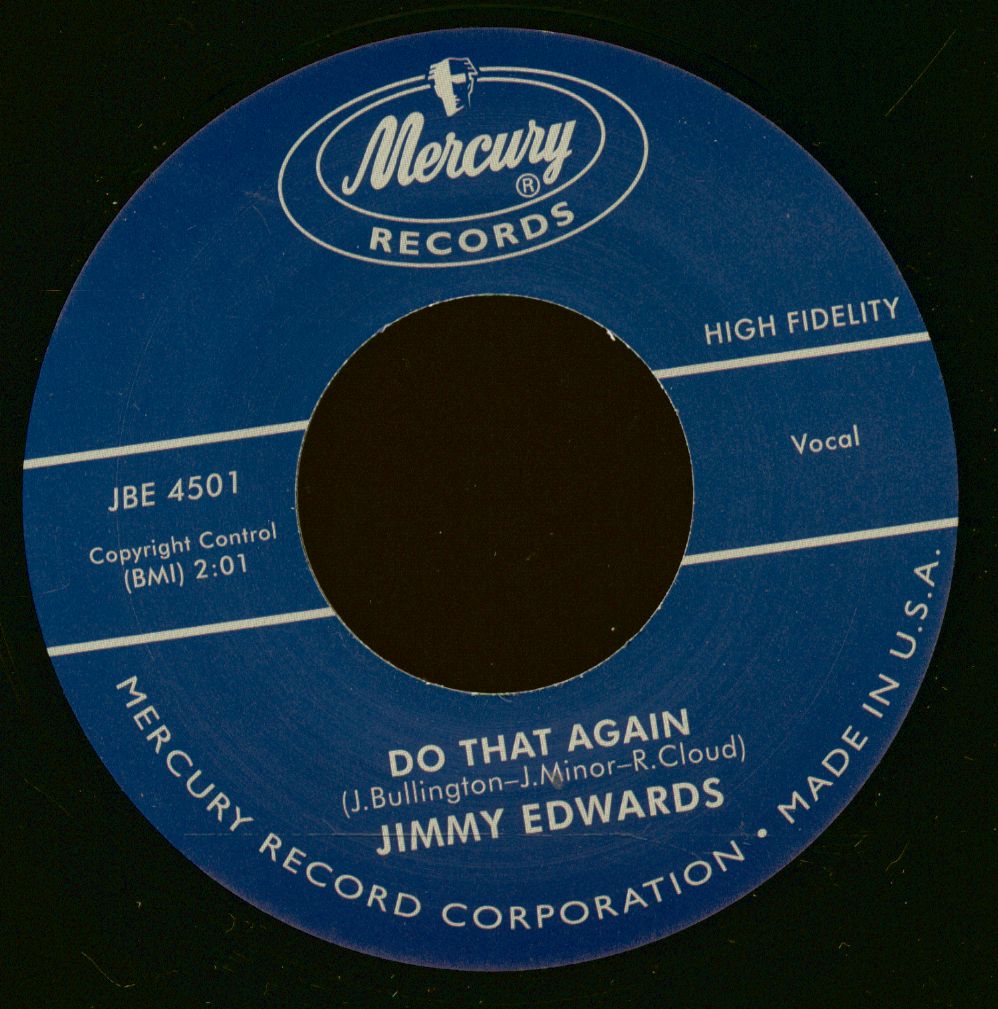 Mercury ®
RECORDS
HIGH FIDELITY
Vocal
JBE 4501
Copyright Control
(BMI) 2:01
DO THAT AGAIN
(J.Bullington–J.Minor–R.Cloud)
JIMMY EDWARDS
MERCURY RECORD CORPORATION • MADE IN U.S.A.